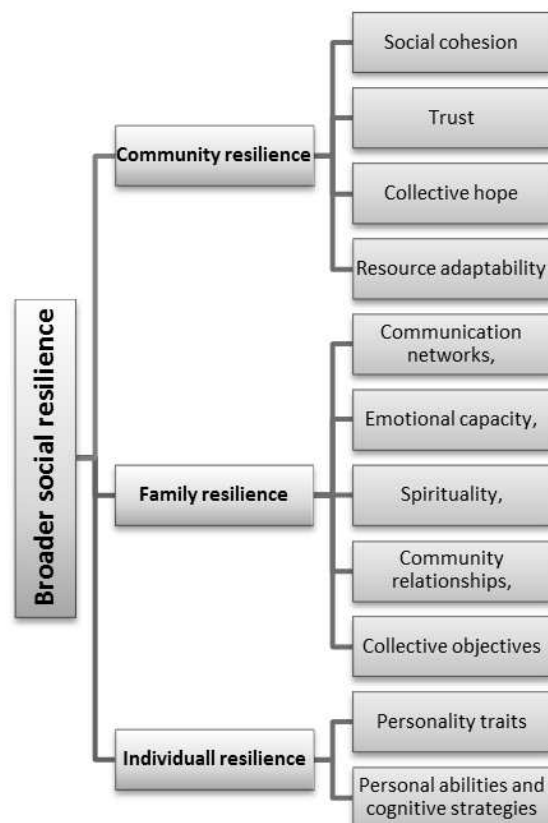 Broader social resilience
Community resilience
Social cohesion
Trust
Collective hope
Resource adaptability
Family resilience
Communication
networks,
Emotional capacity,
Spirituality,
Community
relationships,
Collective objectives
Individuall resilience
Personality traits
Personal abilities and
cognitive strategies